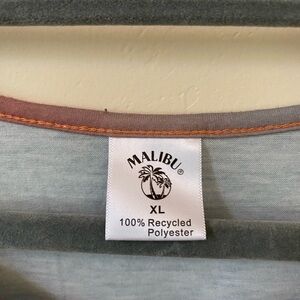 MALIBU®
XL
100% Recycled
Polyester